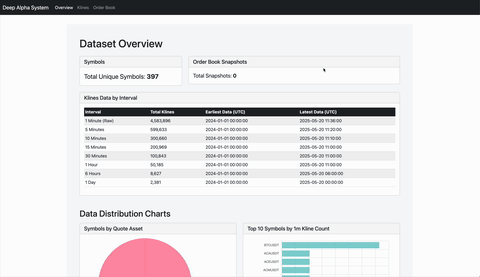 Deep Alpha System Overview Klines Order Book
Dataset Overview
Symbols
Total Unique Symbols: 397
Order Book Snapshots
Total Snapshots: 0
Klines Data by Interval
Interval Total Klines Earliest Data (UTC) Latest Data (UTC)
1 Minute (Raw) 4,583,696 2024-01-01 00:00:00 2025-05-20 11:36:00
5 Minutes 599,633 2024-01-01 00:00:00 2025-05-20 11:20:00
10 Minutes 300,660 2024-01-01 00:00:00 2025-05-20 11:10:00
15 Minutes 200,969 2024-01-01 00:00:00 2025-05-20 11:00:00
30 Minutes 100,843 2024-01-01 00:00:00 2025-05-20 11:00:00
1 Hour 50,185 2024-01-01 00:00:00 2025-05-20 10:00:00
6 Hours 8,627 2024-01-01 00:00:00 2025-05-20 06:00:00
1 Day 2,381 2024-01-01 00:00:00 2025-05-20 00:00:00
Data Distribution Charts
Symbols by Quote Asset
Top 10 Symbols by 1m Kline Count
BTCUSDT
ACAUSDT
ACEUSDT
ACMUSDT